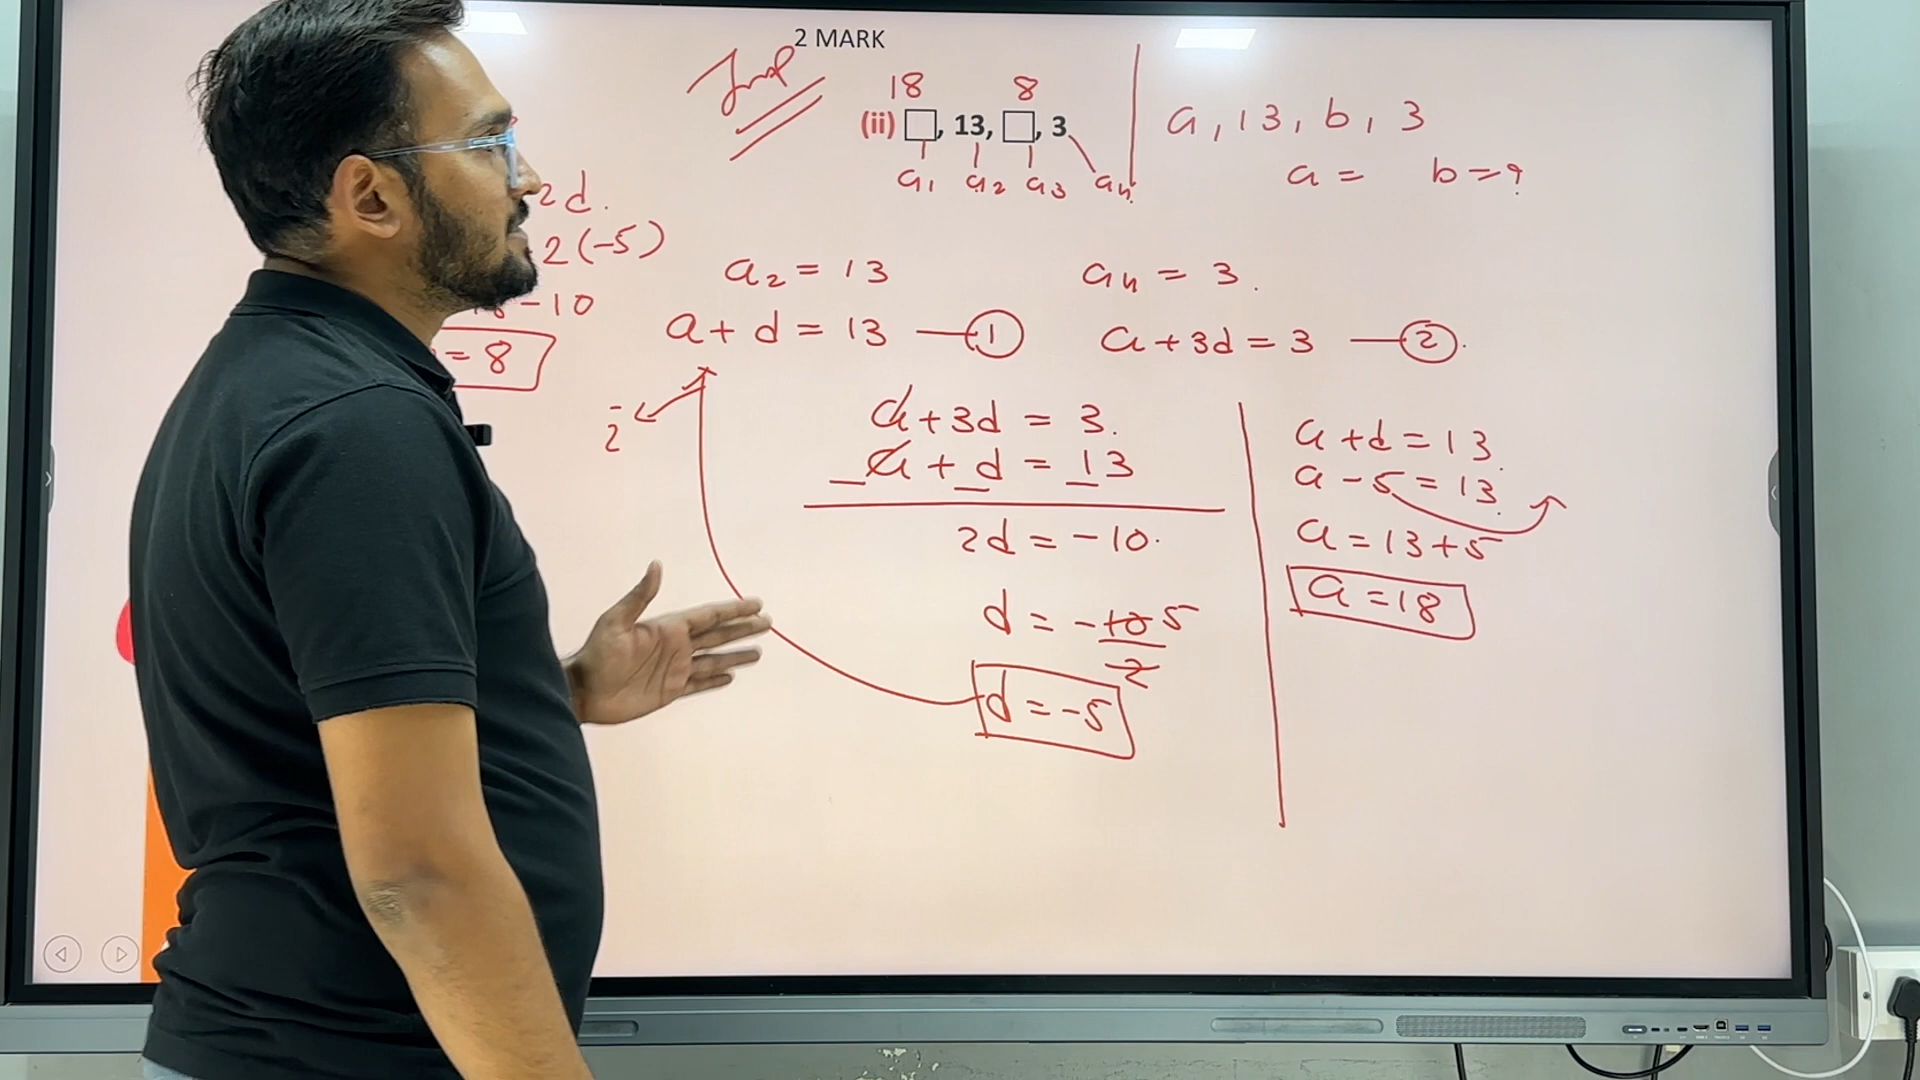 2 MARK
Imp
18 8
(ii) □, 13, □, 3
a1 a2 a3 a4
a, 13, b, 3
a = b = ?
2d.
2(-5)
-10
= 8
a2 = 13
a + d = 13 — 1
a4 = 3.
a + 3d = 3 — 2.
a + 3d = 3.
a + d = 13
- - -
2d = -10.
d = -10 5
2
d = -5
a + d = 13.
a - 5 = 13.
a = 13 + 5
a = 18